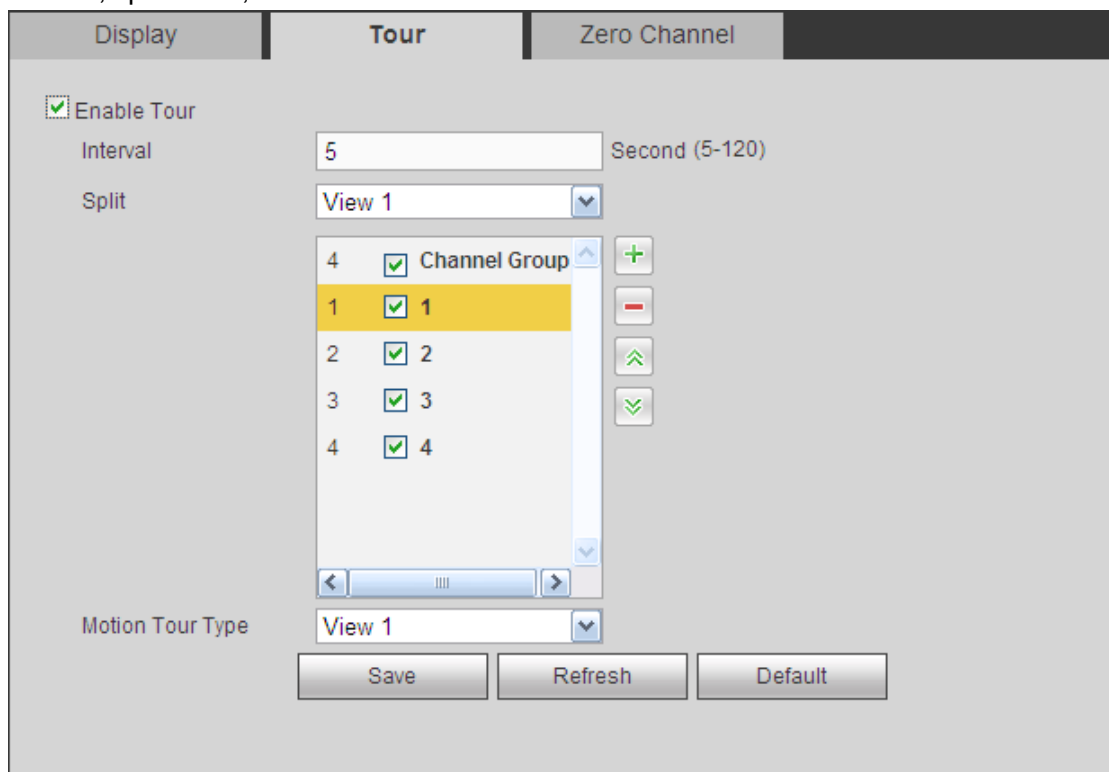 Display Tour Zero Channel
Enable Tour
Interval 5 Second (5-120)
Split View 1
4 Channel Group
1 1
2 2
3 3
4 4
Motion Tour Type View 1
Save Refresh Default